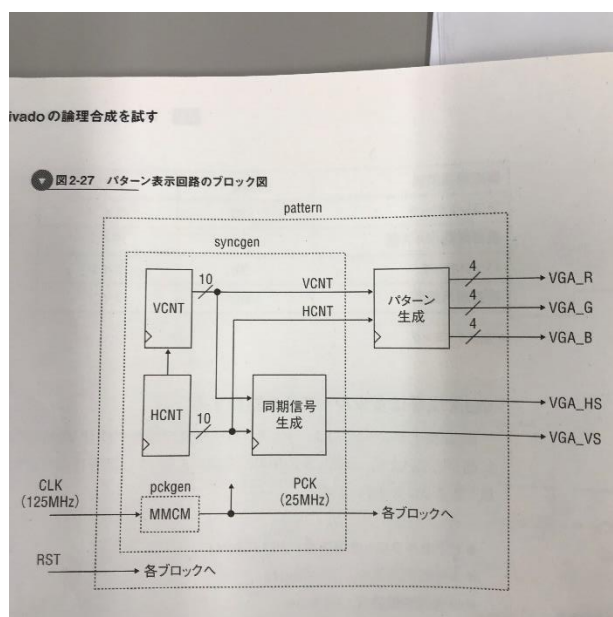 ivadoの論理合成を試す
図2-27 パターン表示回路のブロック図
pattern
syncgen
VCNT
10
VCNT
HCNT
パターン
生成
4
VGA_R
4
VGA_G
4
VGA_B
HCNT
10
同期信号
生成
VGA_HS
VGA_VS
CLK
(125MHz)
pckgen
MMCM
PCK
(25MHz)
各ブロックへ
RST
各ブロックへ